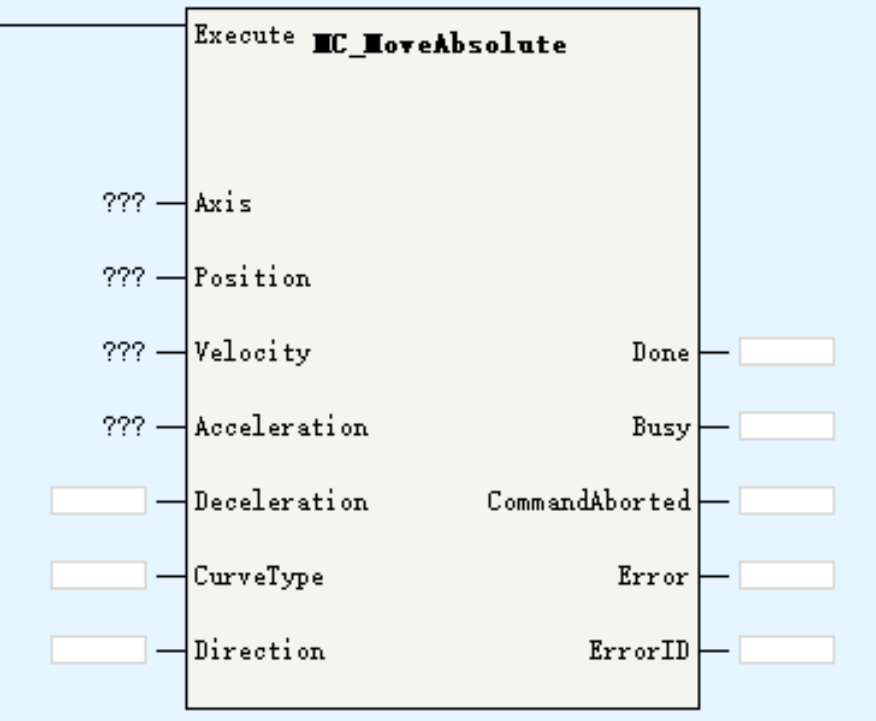 Execute MC_MoveAbsolute
??? Axis
??? Position
??? Velocity Done
??? Acceleration Busy
Deceleration CommandAborted
CurveType Error
Direction ErrorID